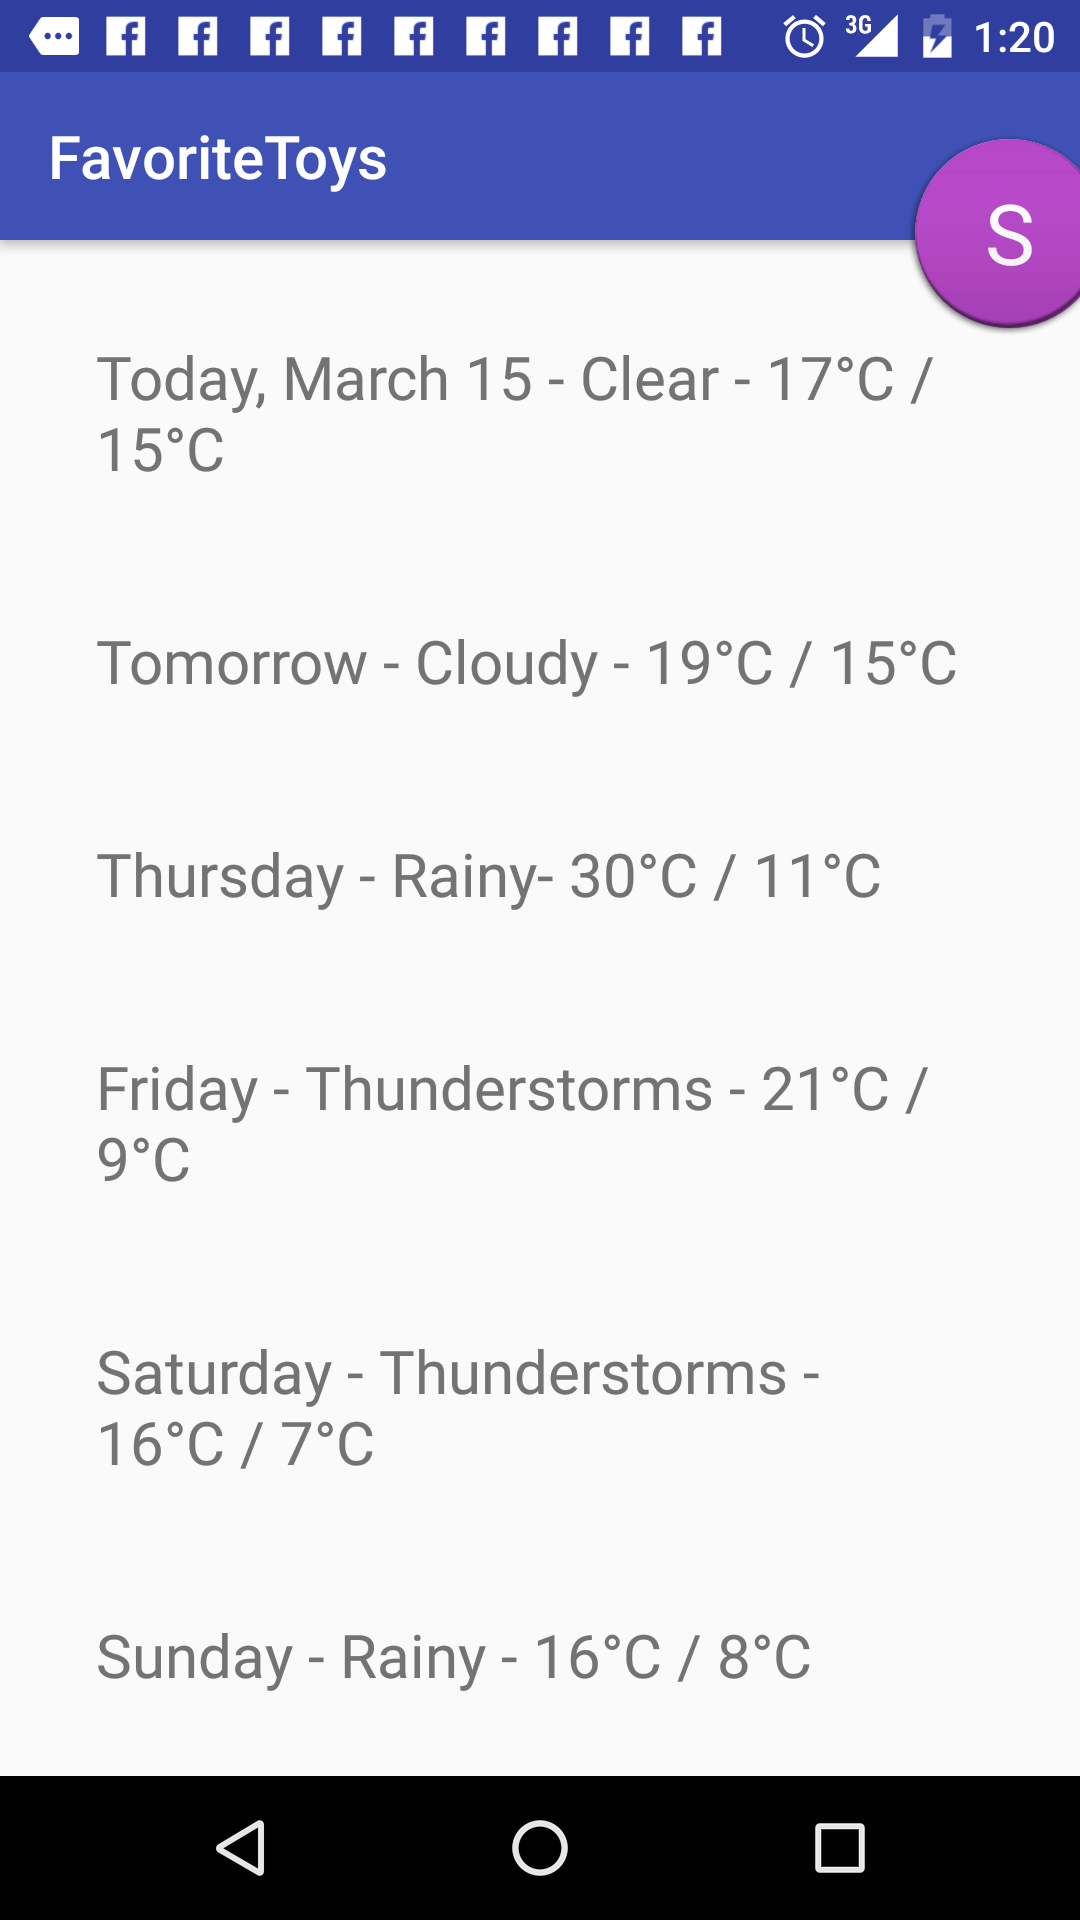 3G 1:20
FavoriteToys
S
Today, March 15 - Clear - 17°C /
15°C
Tomorrow - Cloudy - 19°C / 15°C
Thursday - Rainy- 30°C / 11°C
Friday - Thunderstorms - 21°C /
9°C
Saturday - Thunderstorms -
16°C / 7°C
Sunday - Rainy - 16°C / 8°C